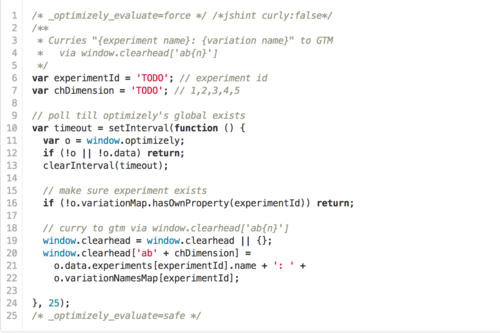 1 /* _optimizely_evaluate=force */ /*jshint curly:false*/
2 /**
3 * Curries "{experiment name}: {variation name}" to GTM
4 * via window.clearhead['ab{n}']
5 */
6 var experimentId = 'TODO'; // experiment id
7 var chDimension = 'TODO'; // 1,2,3,4,5
8
9 // poll till optimizely's global exists
10 var timeout = setInterval(function () {
11 var o = window.optimizely;
12 if (!o || !o.data) return;
13 clearInterval(timeout);
14
15 // make sure experiment exists
16 if (!o.variationMap.hasOwnProperty(experimentId)) return;
17
18 // curry to gtm via window.clearhead['ab{n}']
19 window.clearhead = window.clearhead || {};
20 window.clearhead['ab' + chDimension] =
21 o.data.experiments[experimentId].name + ': ' +
22 o.variationNamesMap[experimentId];
23
24 }, 25);
25 /* _optimizely_evaluate=safe */